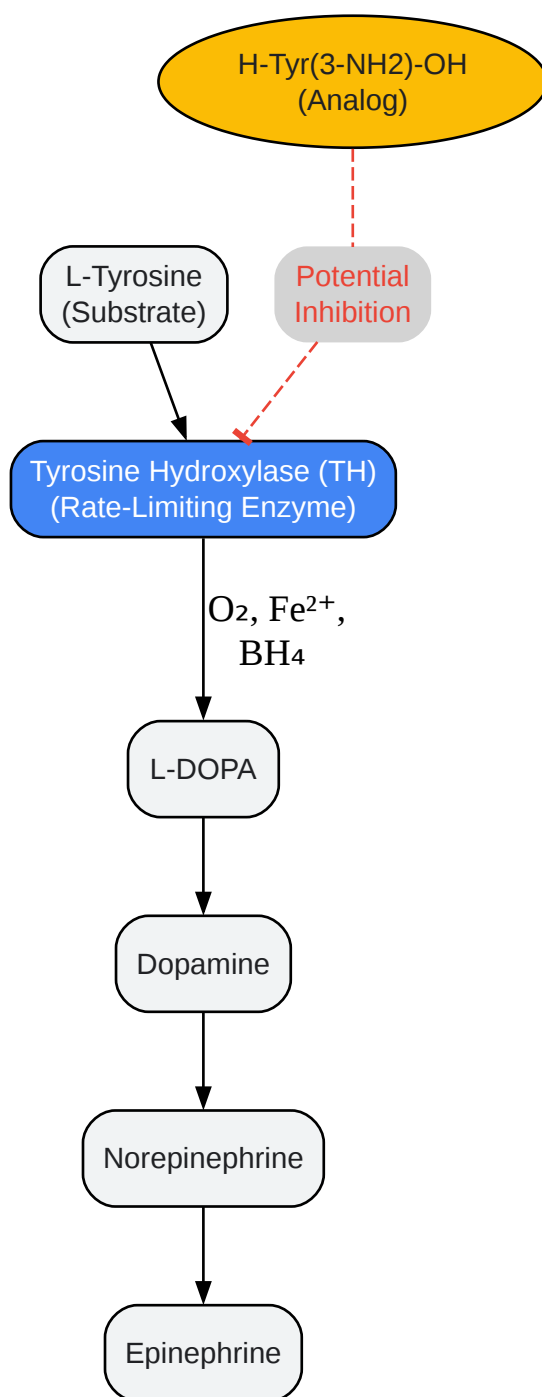 H-Tyr(3-NH2)-OH
(Analog)
L-Tyrosine
(Substrate)
Potential
Inhibition
Tyrosine Hydroxylase (TH)
(Rate-Limiting Enzyme)
O₂, Fe²⁺,
BH₄
L-DOPA
Dopamine
Norepinephrine
Epinephrine